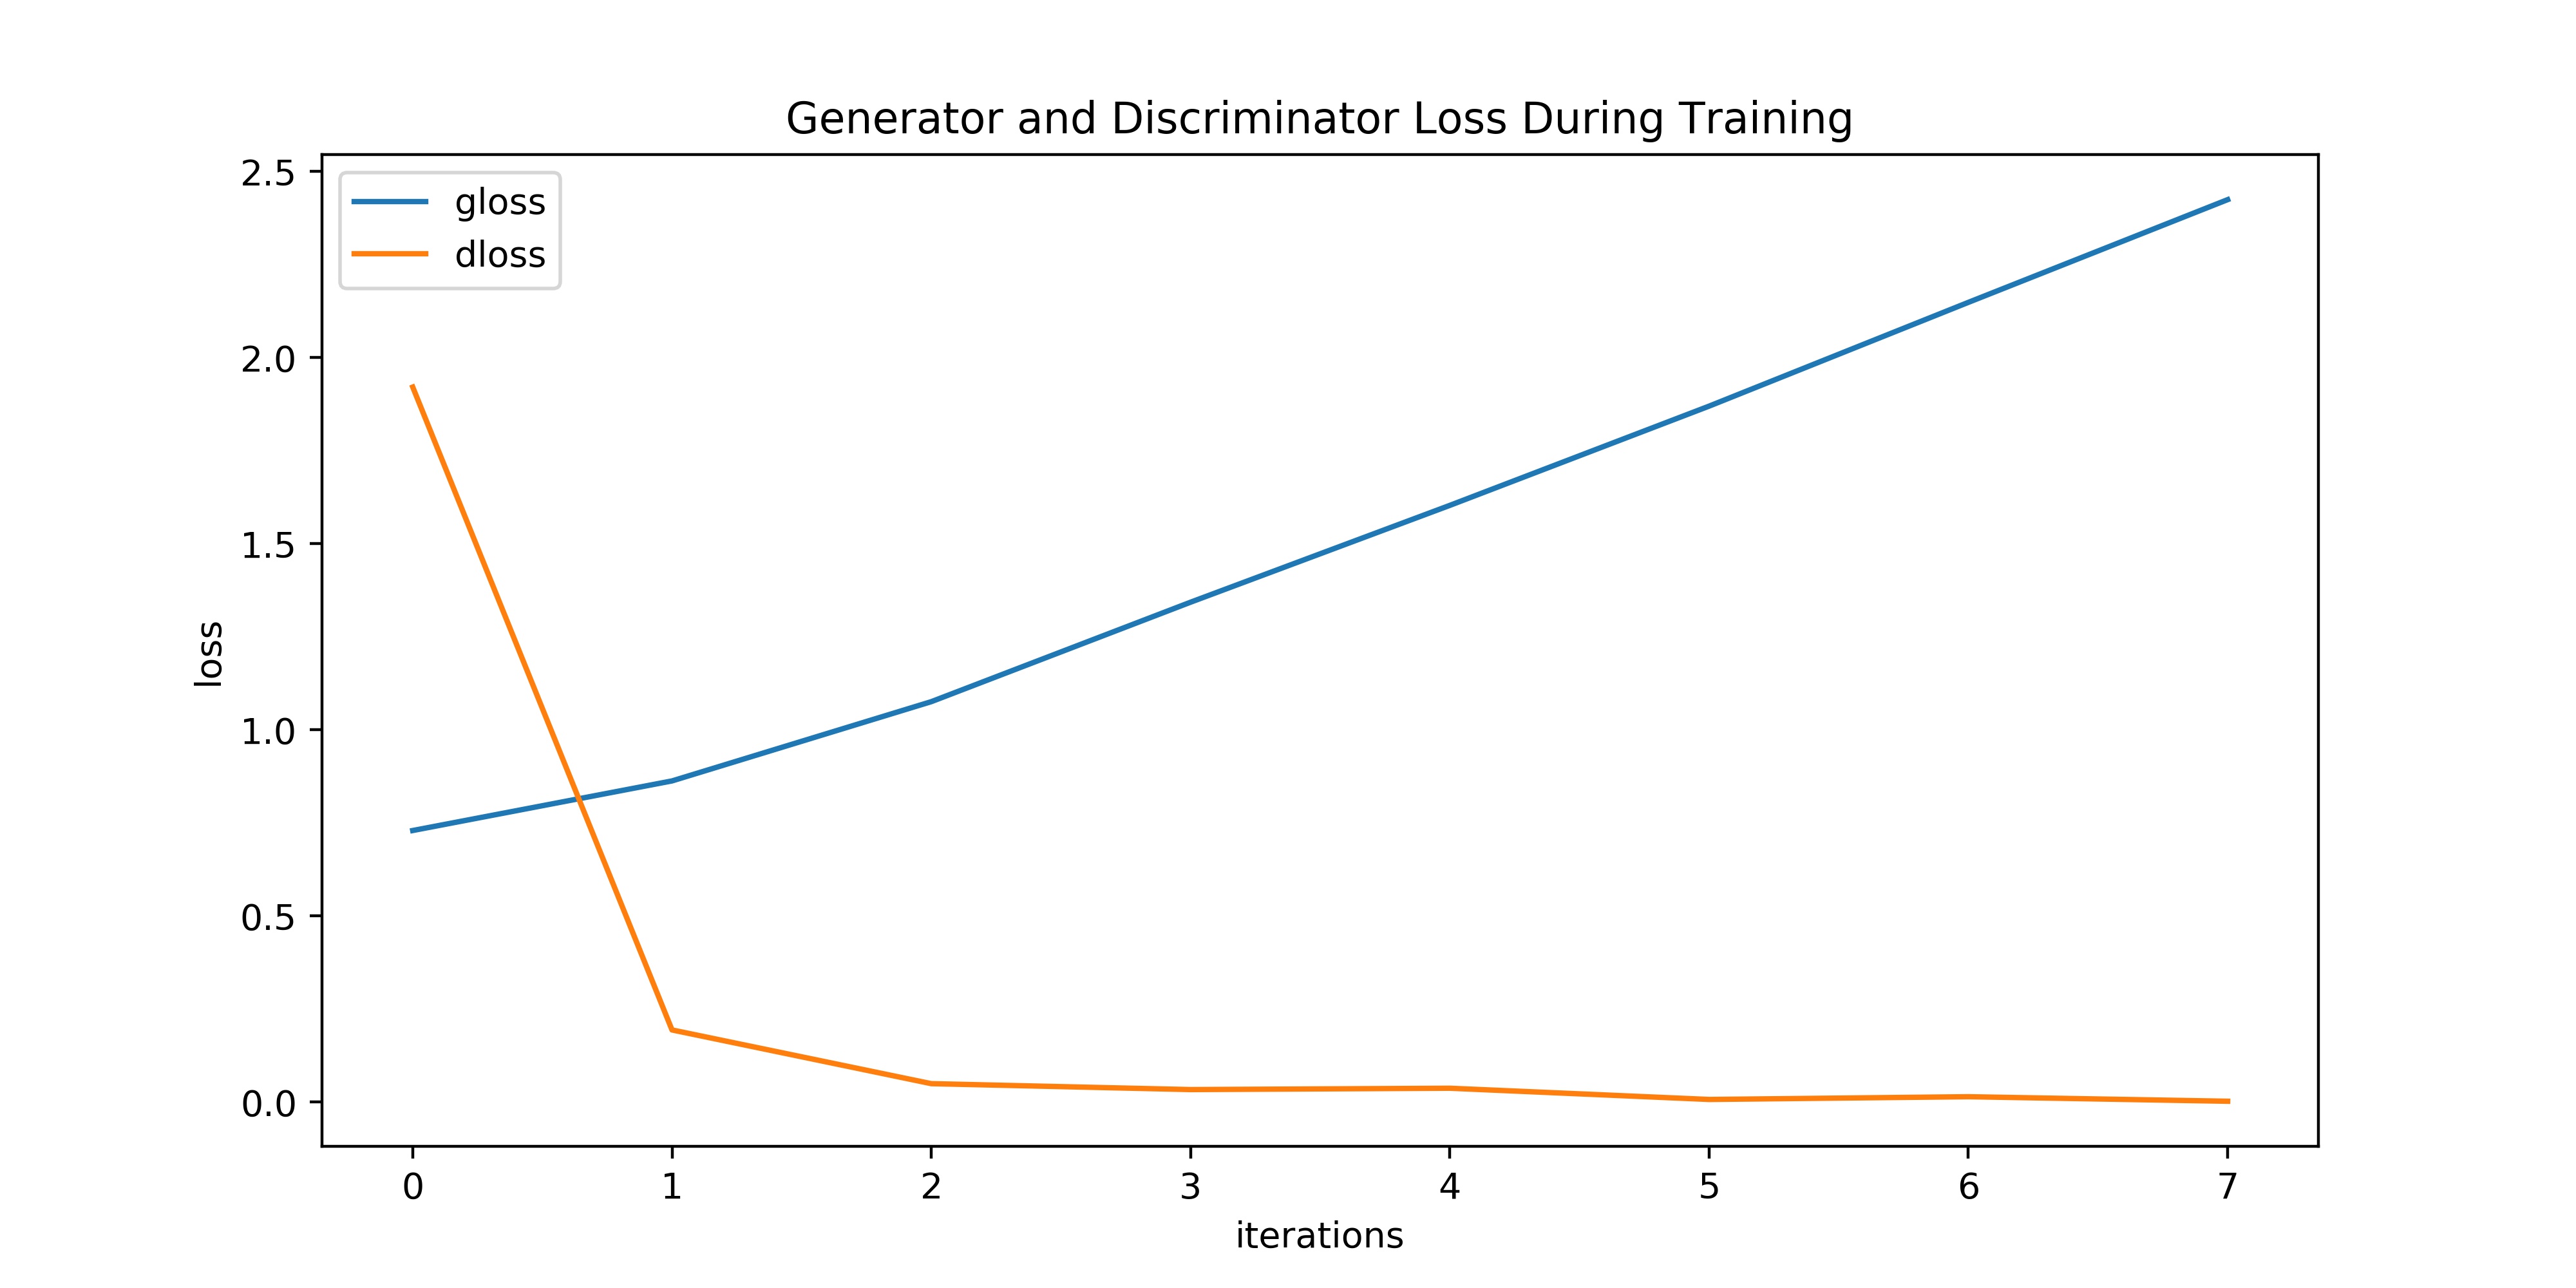 Generator and Discriminator Loss During Training
2.5
2.0
1.5
1.0
0.5
0.0
loss
gloss
dloss
0 1 2 3 4 5 6 7
iterations